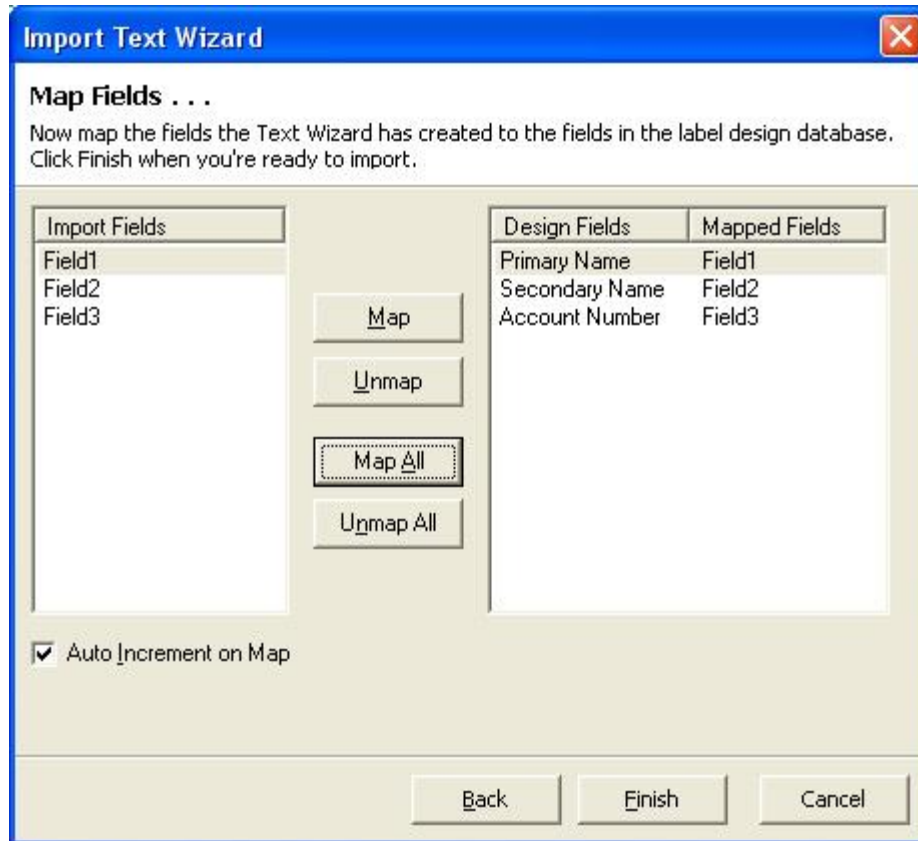 Import Text Wizard
Map Fields . . .
Now map the fields the Text Wizard has created to the fields in the label design database.
Click Finish when you're ready to import.
Import Fields
Field1
Field2
Field3
Map
Unmap
Map All
Unmap All
Design Fields Mapped Fields
Primary Name Field1
Secondary Name Field2
Account Number Field3
Auto Increment on Map
Back Finish Cancel